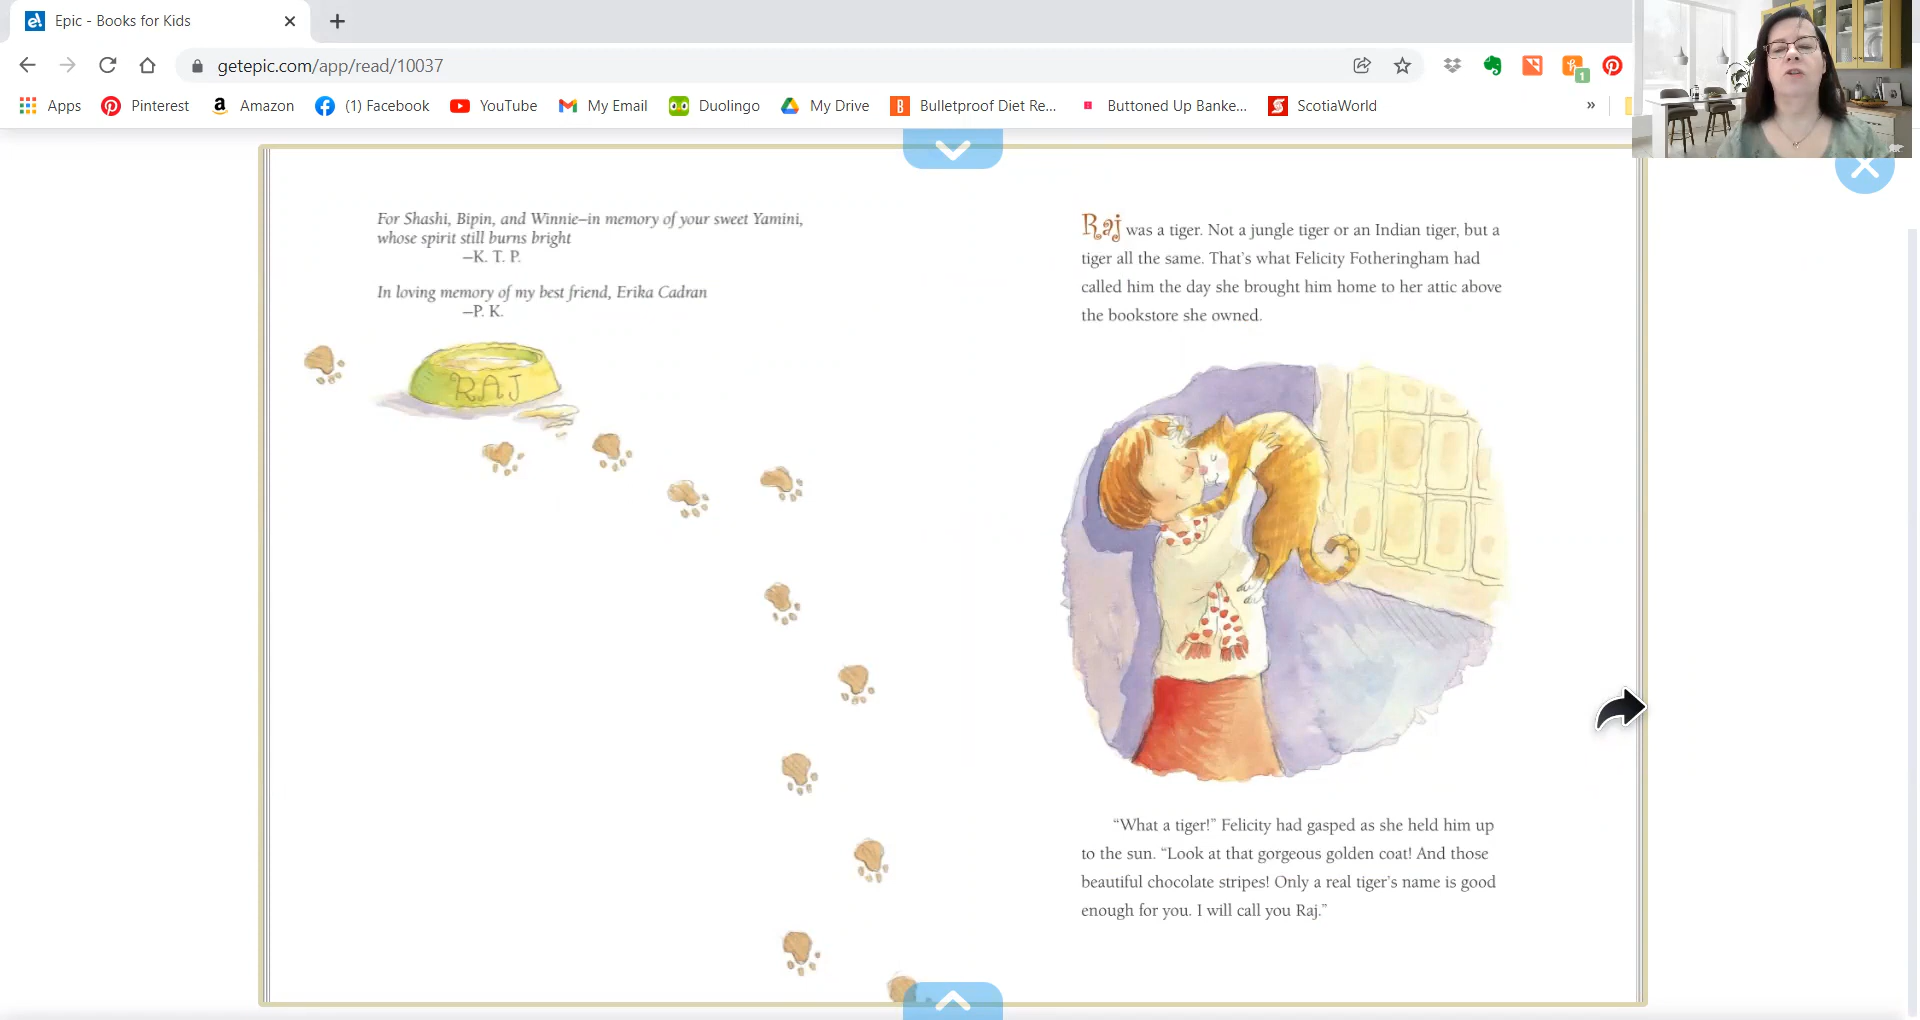 Epic - Books for Kids
getepic.com/app/read/10037
1
Apps Pinterest Amazon (1) Facebook YouTube My Email Duolingo My Drive Bulletproof Diet Re... Buttoned Up Banke... ScotiaWorld »
For Shashi, Bipin, and Winnie–in memory of your sweet Yamini,
whose spirit still burns bright
–K. T. P.
In loving memory of my best friend, Erika Cadran
–P. K.
RAJ
Raj was a tiger. Not a jungle tiger or an Indian tiger, but a
tiger all the same. That’s what Felicity Fotheringham had
called him the day she brought him home to her attic above
the bookstore she owned.
“What a tiger!” Felicity had gasped as she held him up
to the sun. “Look at that gorgeous golden coat! And those
beautiful chocolate stripes! Only a real tiger’s name is good
enough for you. I will call you Raj.”